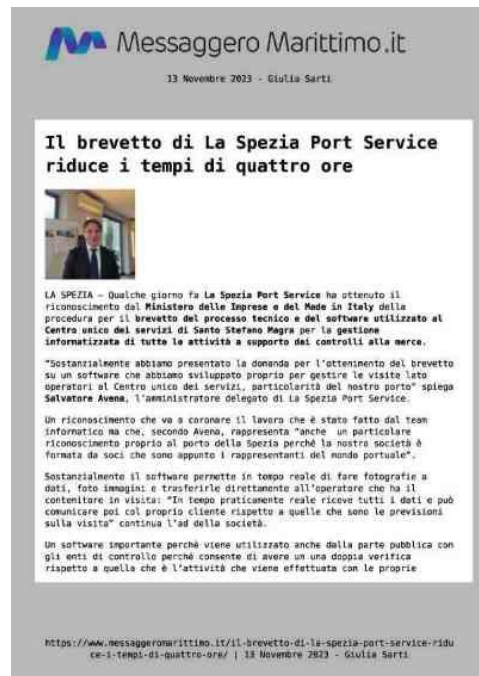 Messaggero Marittimo.it
13 Novembre 2023 - Giulia Sarti
Il brevetto di La Spezia Port Service
riduce i tempi di quattro ore
LA SPEZIA – Qualche giorno fa La Spezia Port Service ha ottenuto il
riconoscimento dal Ministero delle Imprese e del Made in Italy della
procedura per il brevetto del processo tecnico e del software utilizzato al
Centro unico dei servizi di Santo Stefano Magra per la gestione
informatizzata di tutte le attività a supporto dei controlli alla merce.
“Sostanzialmente abbiamo presentato la domanda per l’ottenimento del brevetto
su un software che abbiamo sviluppato proprio per gestire le visite lato
operatori al Centro unico dei servizi, particolarità del nostro porto” spiega
Salvatore Avena, l’amministratore delegato di La Spezia Port Service.
Un riconoscimento che va a coronare il lavoro che è stato fatto dal team
informatico ma che, secondo Avena, rappresenta “anche un particolare
riconoscimento proprio al porto della Spezia perché la nostra società è
formata da soci che sono appunto i rappresentanti del mondo portuale”.
Sostanzialmente il software permette in tempo reale di fare fotografie a
dati, foto immagini e trasferirle direttamente all’operatore che ha il
contenitore in visita: “In tempo praticamente reale riceve tutti i dati e può
comunicare poi col proprio cliente rispetto a quelle che sono le previsioni
sulla visita” continua l’ad della società.
Un software importante perché viene utilizzato anche dalla parte pubblica con
gli enti di controllo perché consente di avere un una doppia verifica
rispetto a quella che è l’attività che viene effettuata con le proprie
https://www.messaggeromarittimo.it/il-brevetto-di-la-spezia-port-service-ridu
ce-i-tempi-di-quattro-ore/ | 13 Novembre 2023 - Giulia Sarti